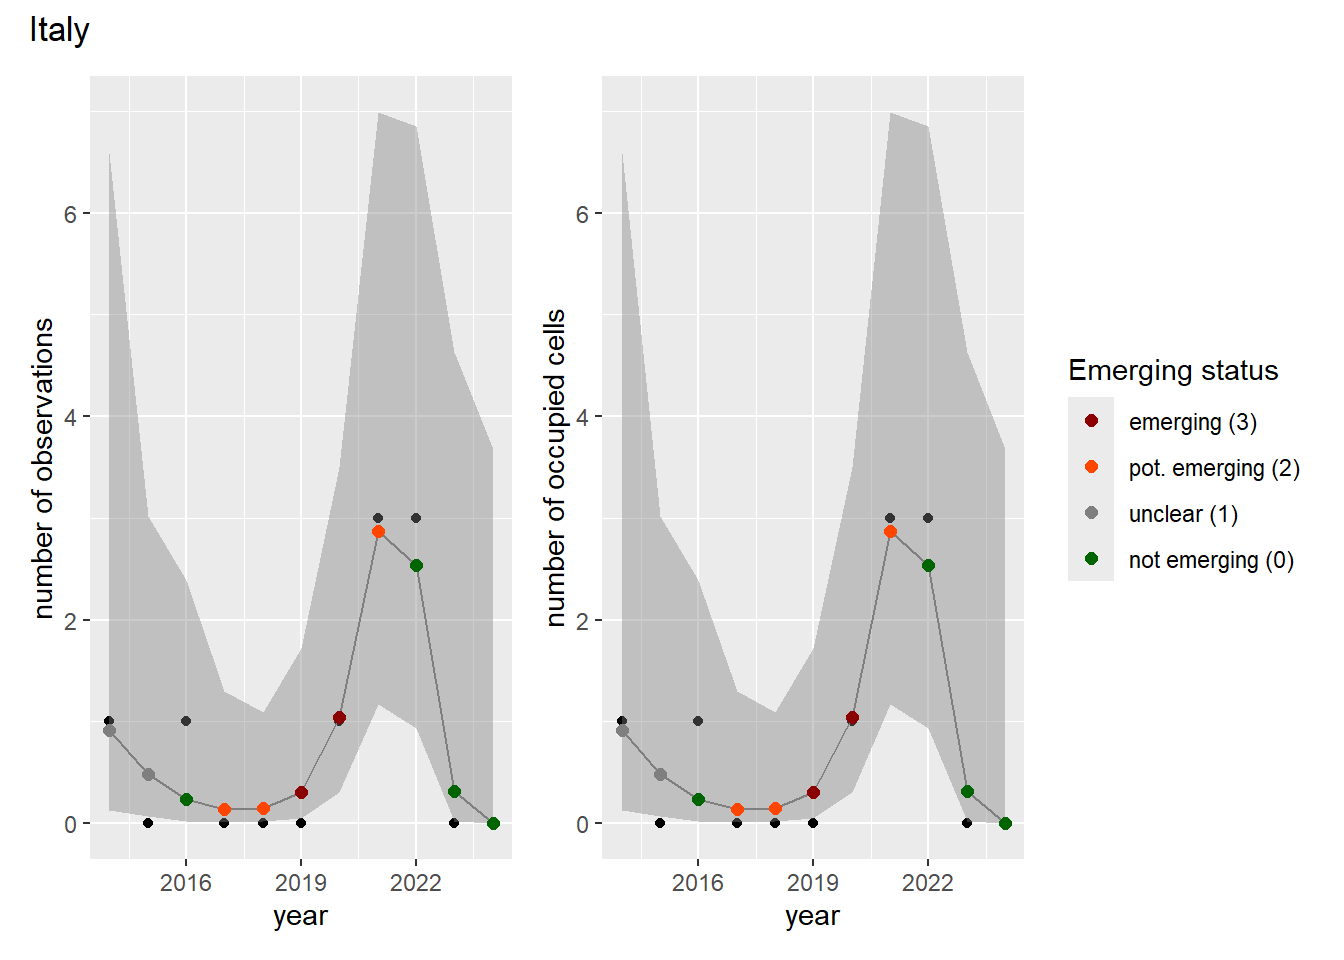 Italy
number of observations
6
4
2
0
2016
2019
2022
year
number of occupied cells
6
4
2
0
2016
2019
2022
year
Emerging status
emerging (3)
pot. emerging (2)
unclear (1)
not emerging (0)